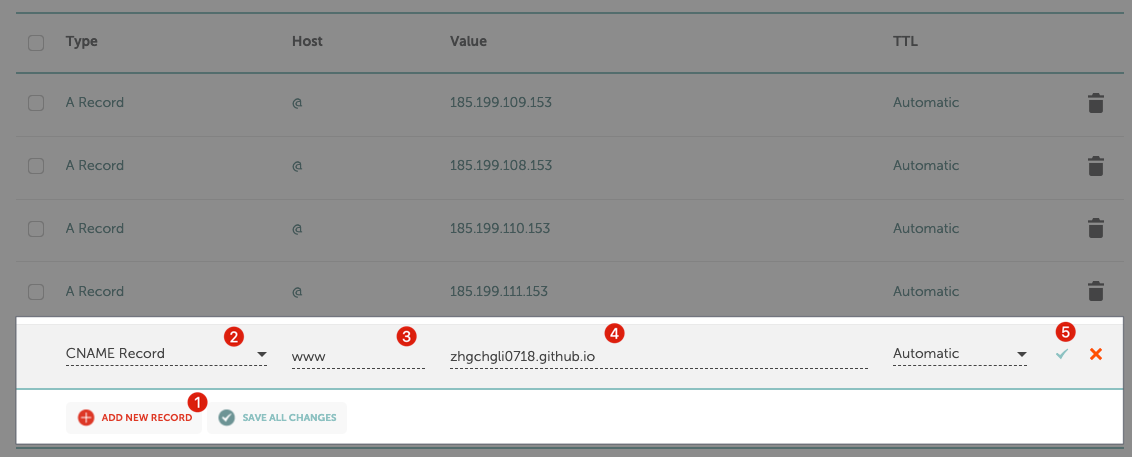 Type Host Value TTL
A Record @ 185.199.109.153 Automatic
A Record @ 185.199.108.153 Automatic
A Record @ 185.199.110.153 Automatic
A Record @ 185.199.111.153 Automatic
2 3 4 5
CNAME Record www zhgchgli0718.github.io Automatic
1
ADD NEW RECORD SAVE ALL CHANGES